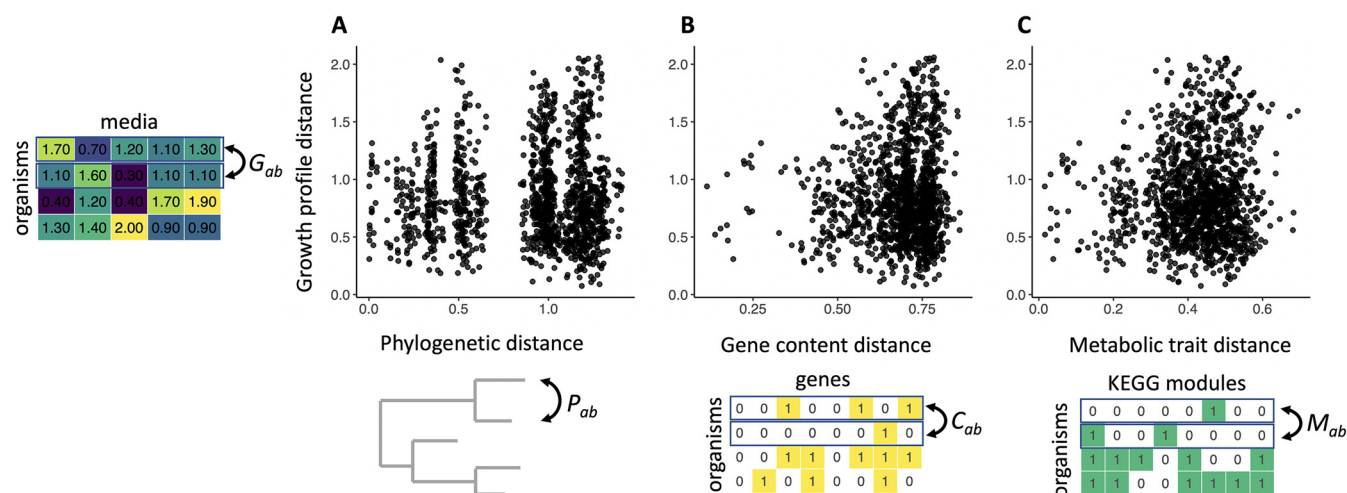 A
B
C
media
organisms
1.70 0.70 1.20 1.10 1.30
1.10 1.60 0.30 1.10 1.10
0.40 1.20 0.40 1.70 1.90
1.30 1.40 2.00 0.90 0.90
Gab
Growth profile distance
2.0
1.5
1.0
0.5
0.0
0.0 0.5 1.0
Phylogenetic distance
Pab
2.0
1.5
1.0
0.5
0.0
0.25 0.50 0.75
Gene content distance
genes
organisms
0 0 1 0 0 1 0 1
0 0 0 0 0 0 1 0
0 0 1 1 0 1 1 1
0 1 0 1 0 0 1 0
Cab
2.0
1.5
1.0
0.5
0.0
0.0 0.2 0.4 0.6
Metabolic trait distance
KEGG modules
organisms
0 0 0 0 0 1 0 0
1 0 0 1 0 0 0 0
1 1 1 0 1 0 0 1
1 1 0 0 1 1 1 1
Mab